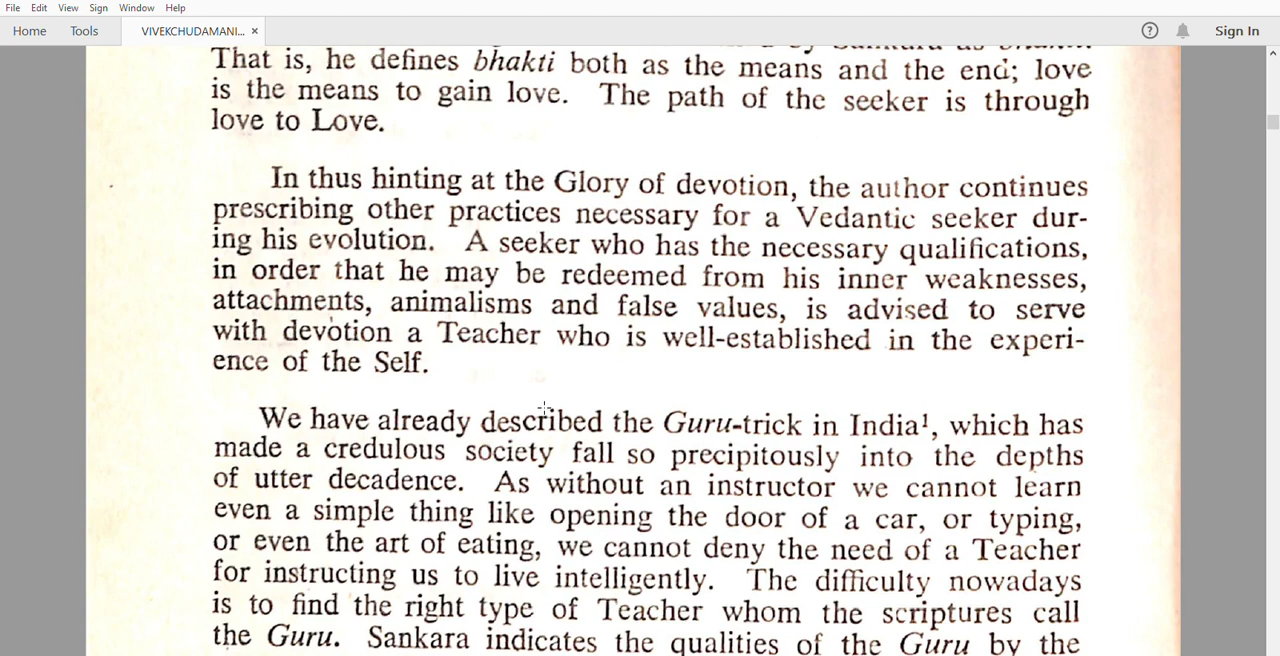 File Edit View Sign Window Help
Home Tools VIVEKCHUDAMANI... × ? Sign In
by Sankara as
That is, he defines bhakti both as the means and the end; love
is the means to gain love. The path of the seeker is through
love to Love.
In thus hinting at the Glory of devotion, the author continues
prescribing other practices necessary for a Vedantic seeker dur-
ing his evolution. A seeker who has the necessary qualifications,
in order that he may be redeemed from his inner weaknesses,
attachments, animalisms and false values, is advised to serve
with devotion a Teacher who is well-established in the experi-
ence of the Self.
We have already described the Guru-trick in India¹, which has
made a credulous society fall so precipitously into the depths
of utter decadence. As without an instructor we cannot learn
even a simple thing like opening the door of a car, or typing,
or even the art of eating, we cannot deny the need of a Teacher
for instructing us to live intelligently. The difficulty nowadays
is to find the right type of Teacher whom the scriptures call
the Guru. Sankara indicates the qualities of the Guru by the